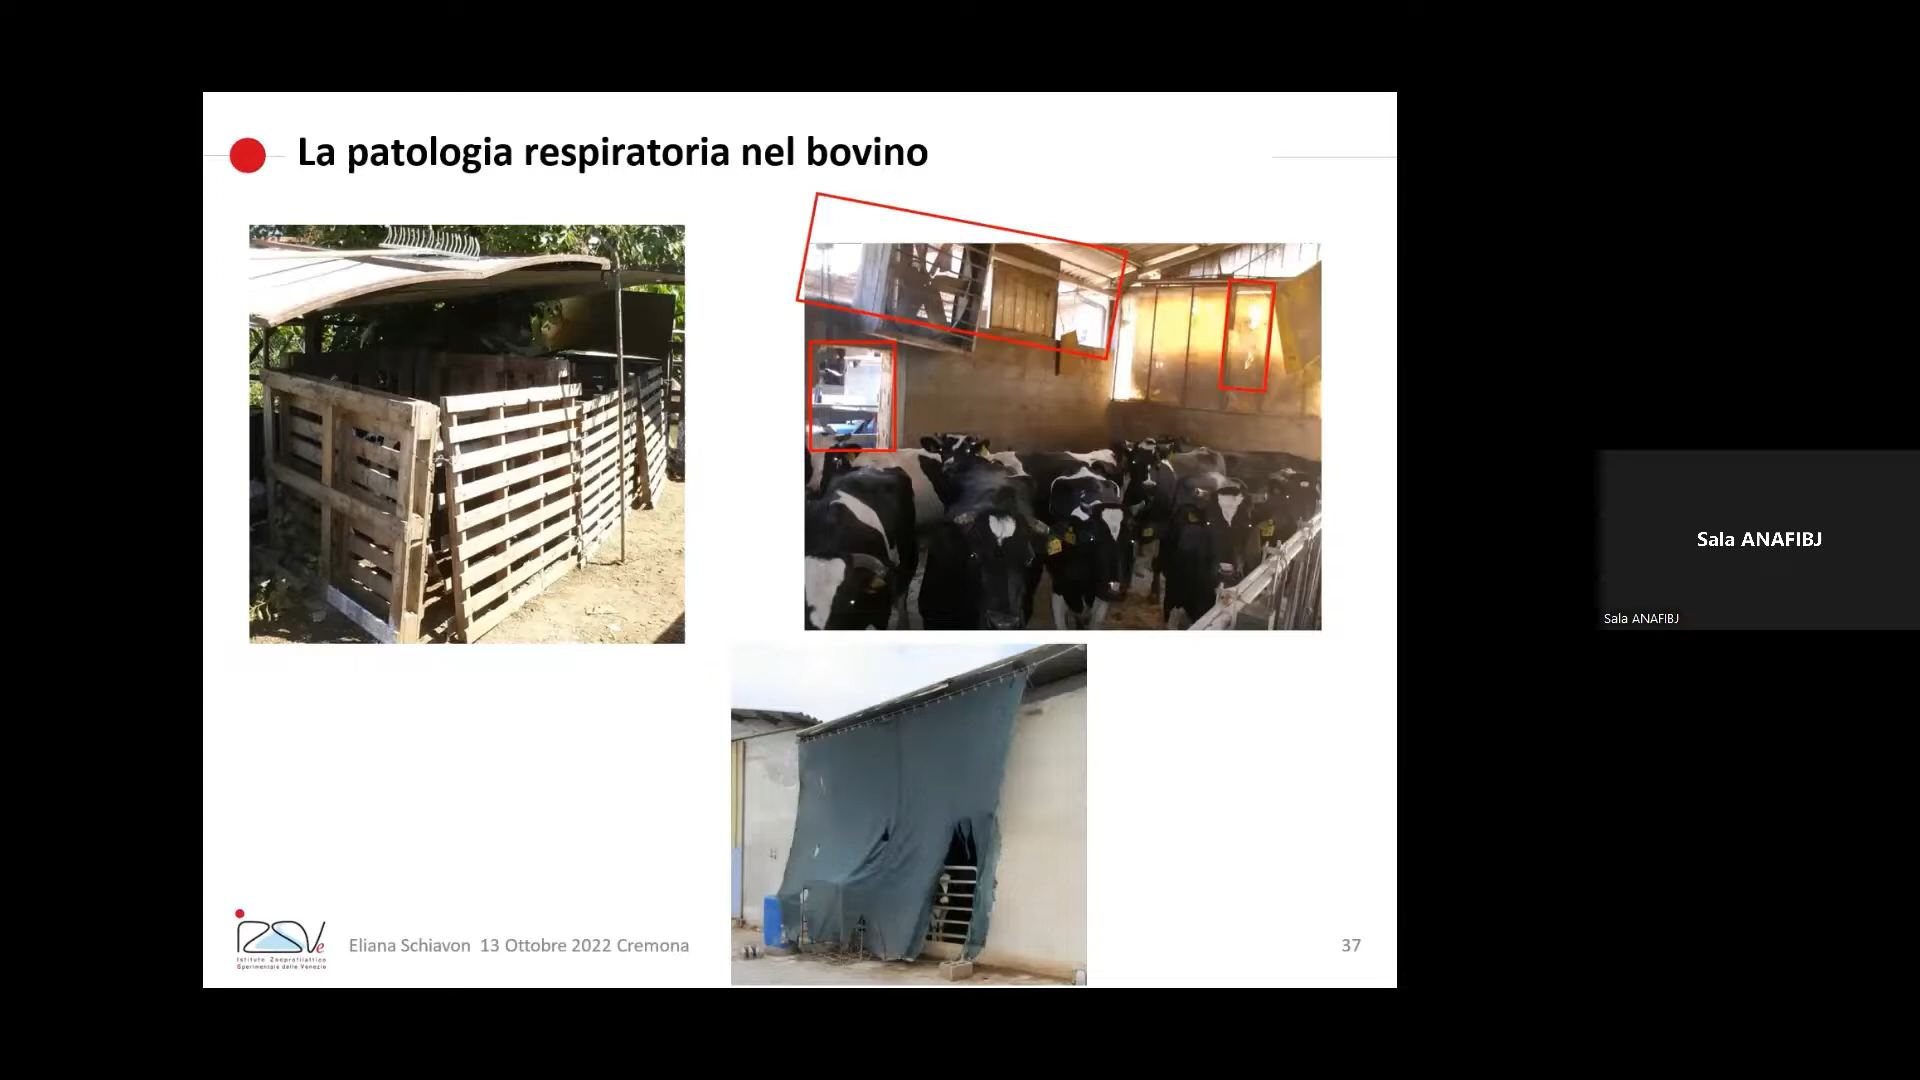 La patologia respiratoria nel bovino
IZSVe
Istituto Zooprofilattico
Sperimentale delle Venezie
Eliana Schiavon 13 Ottobre 2022 Cremona
37
Sala ANAFIBJ
Sala ANAFIBJ